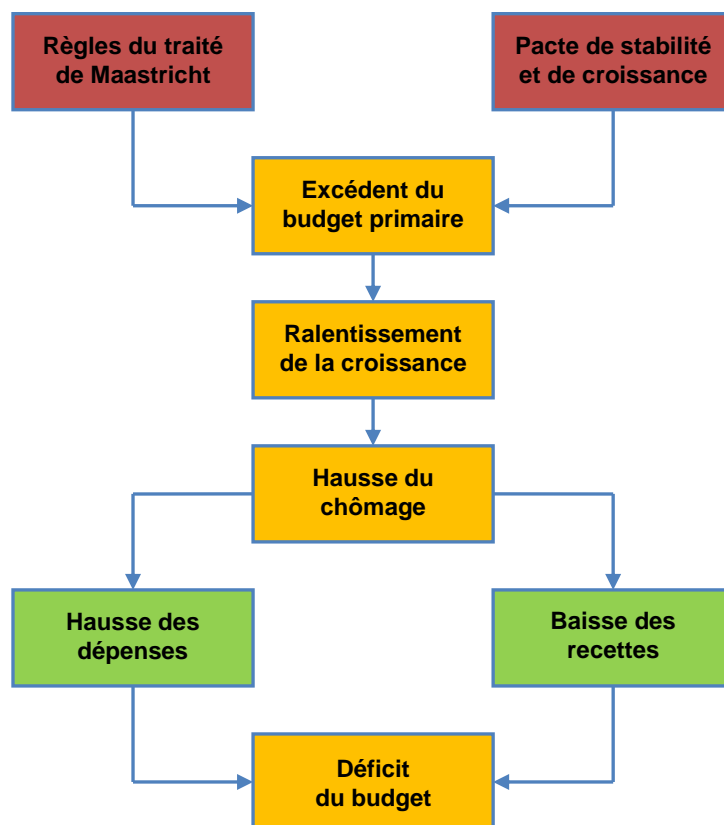 Règles du traité
de Maastricht
Pacte de stabilité
et de croissance
Excédent du
budget primaire
Ralentissement
de la croissance
Hausse du
chômage
Hausse des
dépenses
Baisse des
recettes
Déficit
du budget